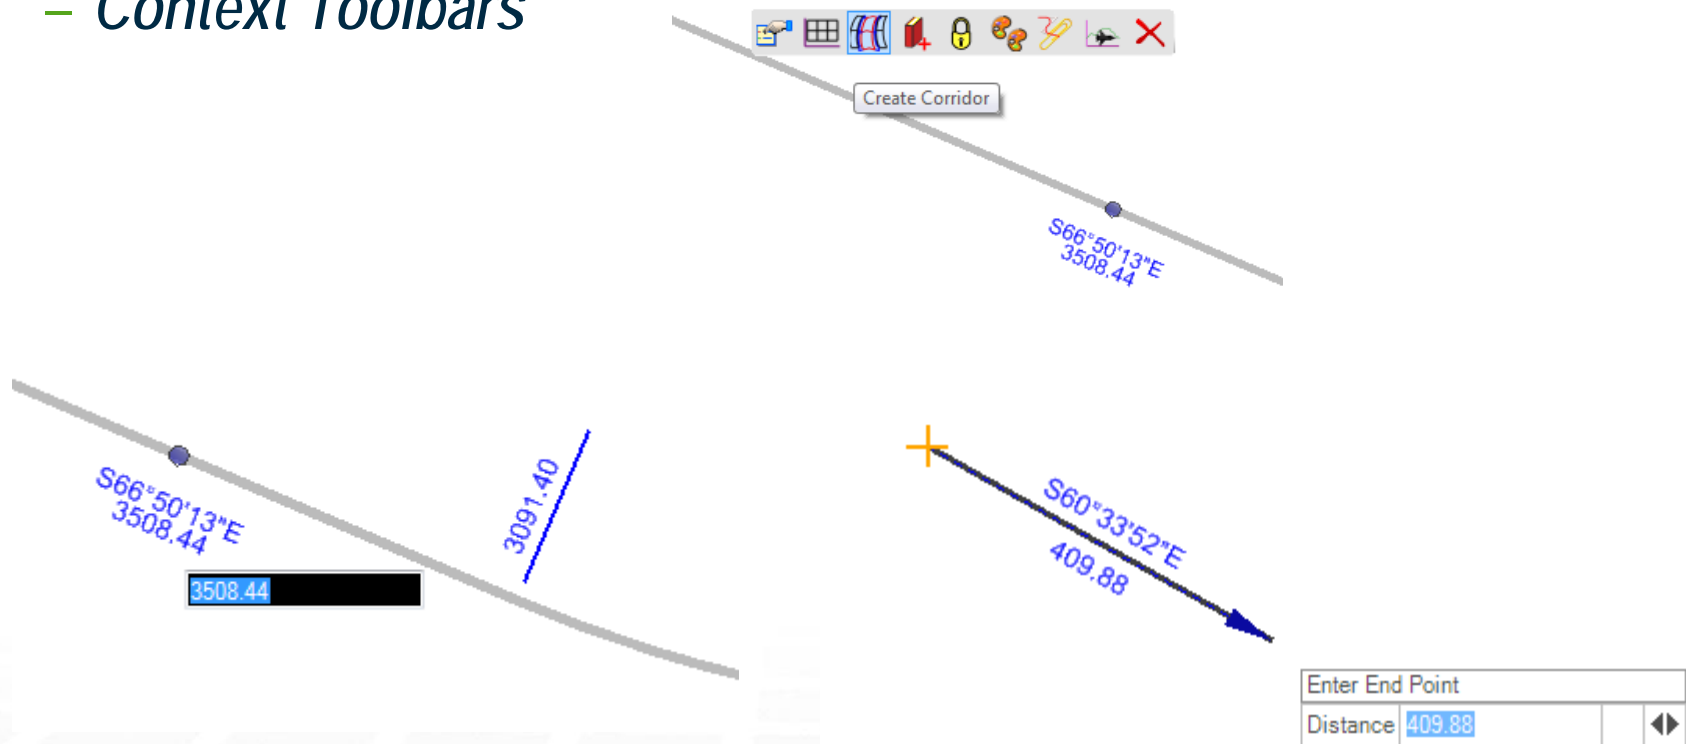 – Context Toolbars
Create Corridor
S66°50'13"E
3508.44
S66°50'13"E
3508.44
3508.44
3091.40
S60°33'52"E
409.88
Enter End Point
Distance 409.88